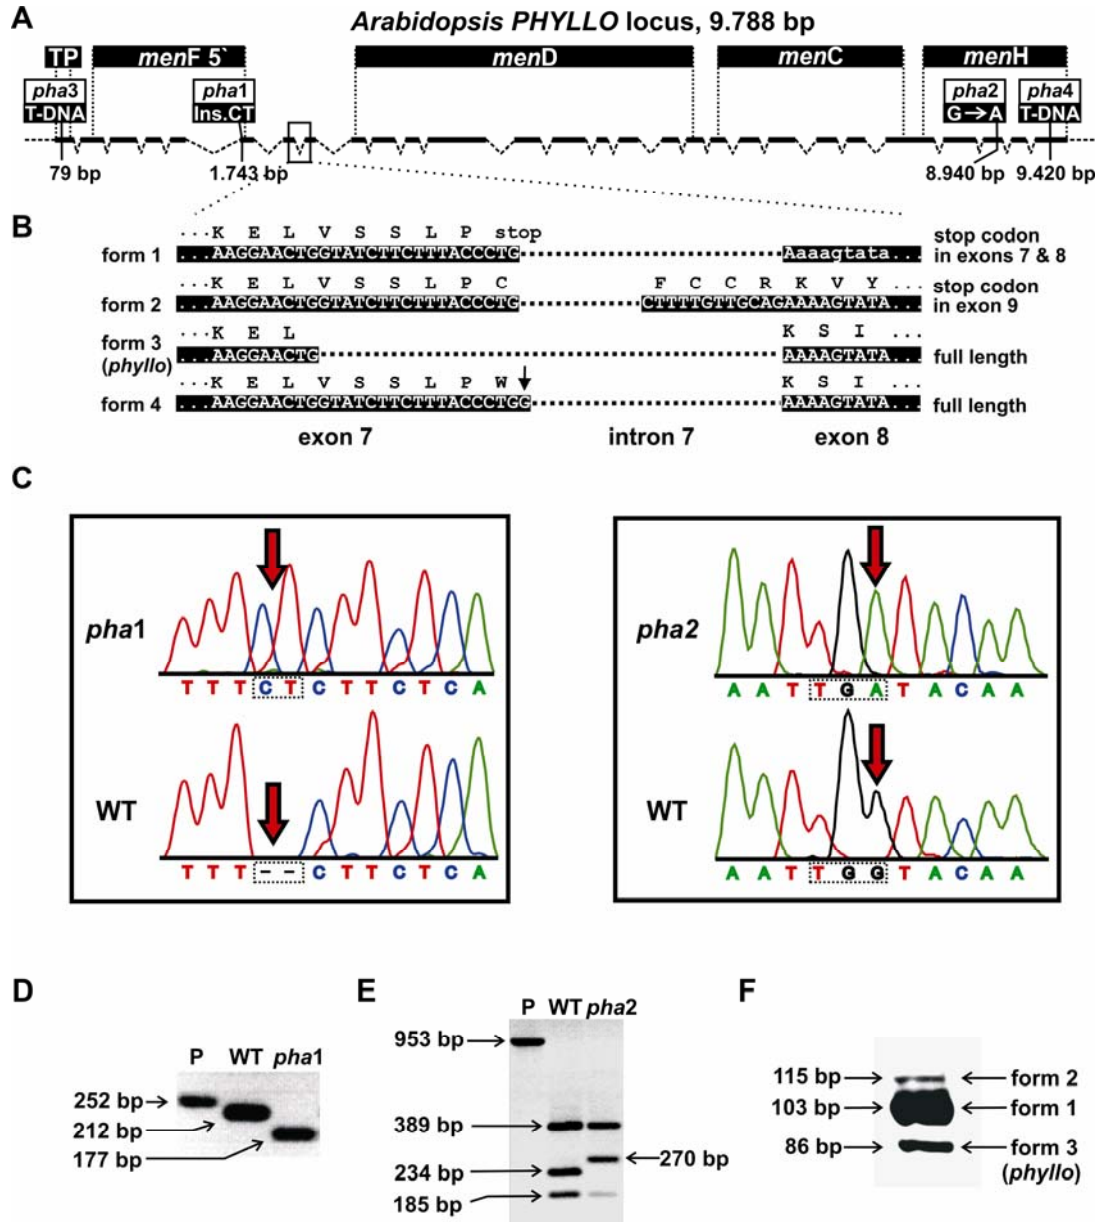 A
Arabidopsis PHYLLO locus, 9.788 bp
TP menF 5` menD menC menH
pha3 pha1 pha2 pha4
T-DNA Ins.CT G→A T-DNA
79 bp 1.743 bp 8.940 bp 9.420 bp
B
...K E L V S S L P stop
form 1 ...AAGGAACTGGTATCTTCTTTACCCTG Aaaagtata... stop codon in exons 7 & 8
...K E L V S S L P C F C C R K V Y ...
form 2 ...AAGGAACTGGTATCTTCTTTACCCTG CTTTTGTTGCAGAAAAGTATA... stop codon in exon 9
...K E L K S I ...
form 3 (phyllo) ...AAGGAACTG AAAAGTATA... full length
...K E L V S S L P W K S I ...
form 4 ...AAGGAACTGGTATCTTCTTTACCCTGG AAAAGTATA... full length
exon 7 intron 7 exon 8
C
pha1
T T T C T C T T C T C A
WT
T T T - - C T T C T C A
pha2
A A T T G A T A C A A
WT
A A T T G G T A C A A
D
P WT pha1
252 bp
212 bp
177 bp
E
P WT pha2
953 bp
389 bp
270 bp
234 bp
185 bp
F
115 bp form 2
103 bp form 1
86 bp form 3
(phyllo)